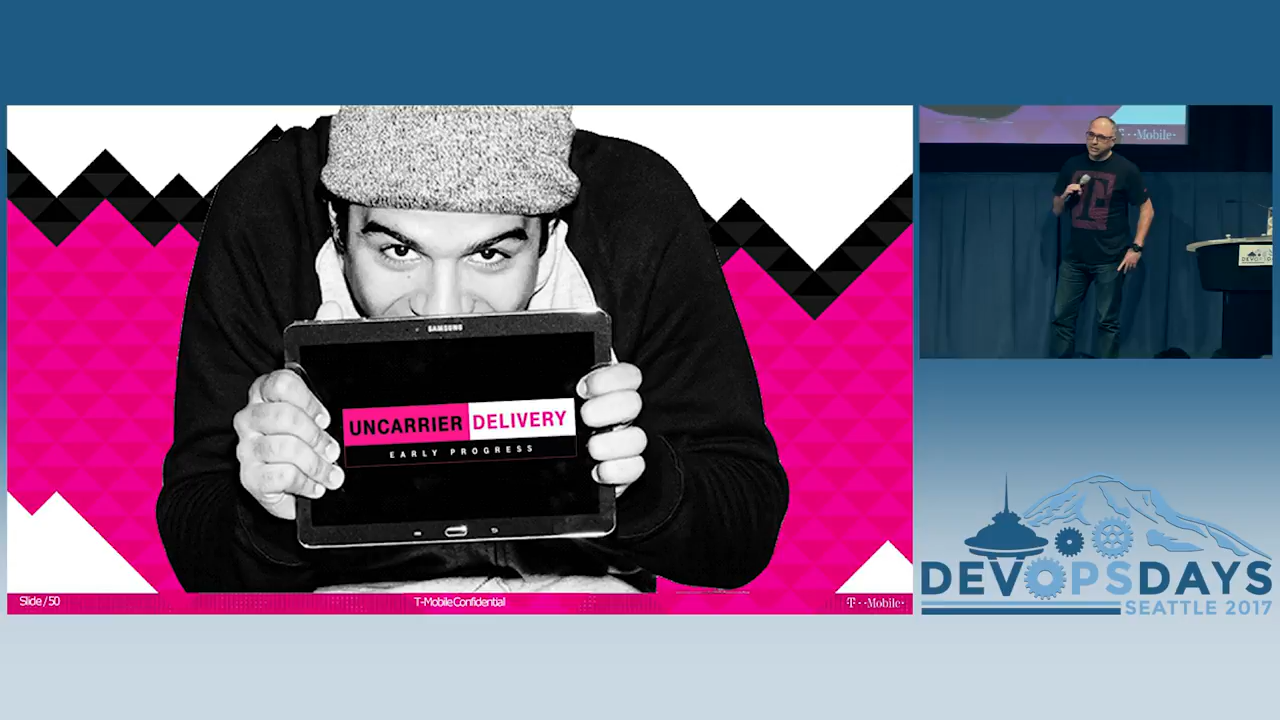 SAMSUNG
UNCARRIER DELIVERY
EARLY PROGRESS
Slide / 50
T-Mobile Confidential
T··Mobile·
T··Mobile·
T
DEVOPSDAYS
SEATTLE 2017